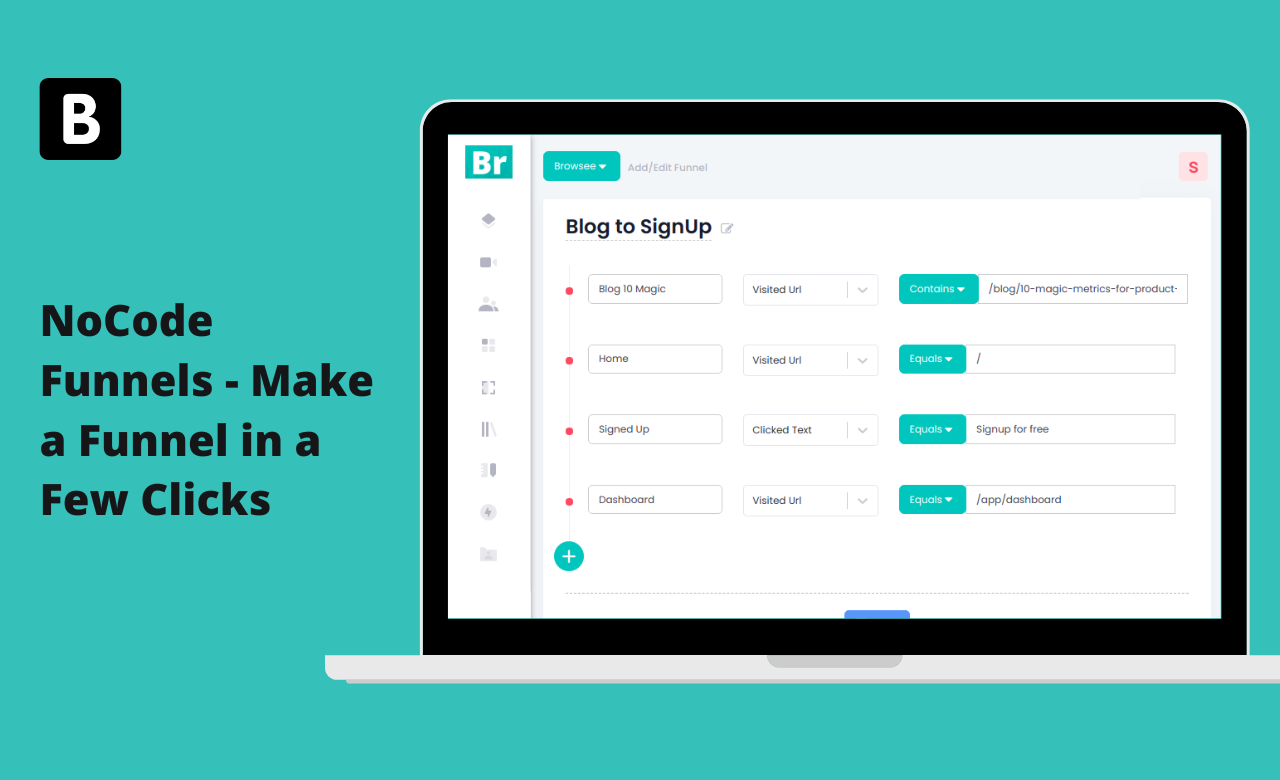 B
NoCode
Funnels - Make
a Funnel in a
Few Clicks
Br
Browsee
Add/Edit Funnel
S
Blog to SignUp
Blog 10 Magic
Visited Url
Contains
/blog/10-magic-metrics-for-product-
Home
Visited Url
Equals
/
Signed Up
Clicked Text
Equals
Signup for free
Dashboard
Visited Url
Equals
/app/dashboard